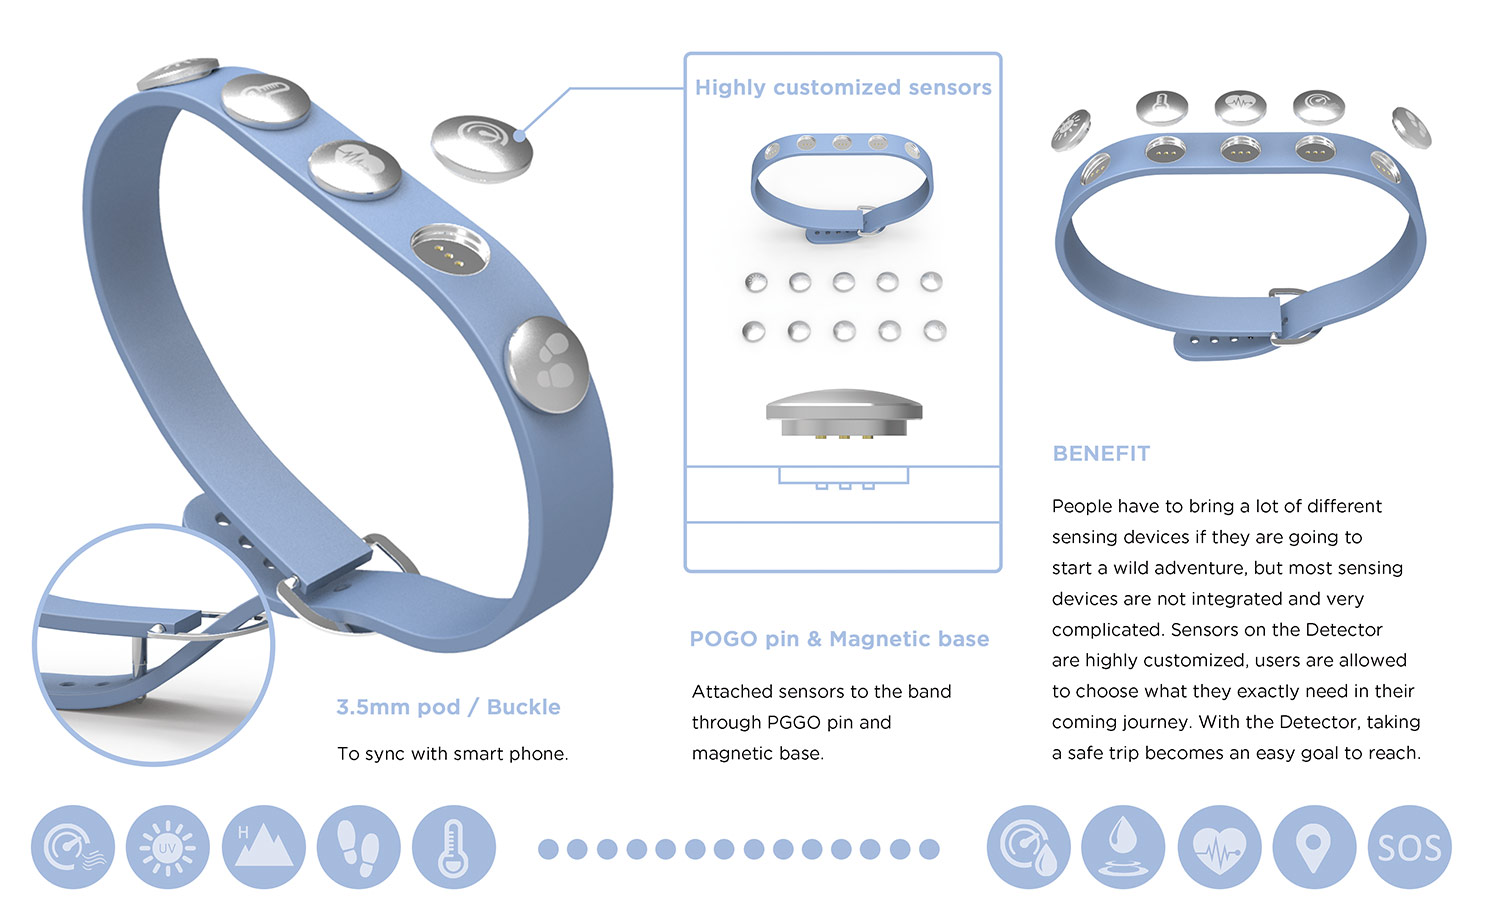 Highly customized sensors
3.5mm pod / Buckle
To sync with smart phone.
POGO pin & Magnetic base
Attached sensors to the band
through PGGO pin and
magnetic base.
BENEFIT
People have to bring a lot of different
sensing devices if they are going to
start a wild adventure, but most sensing
devices are not integrated and very
complicated. Sensors on the Detector
are highly customized, users are allowed
to choose what they exactly need in their
coming journey. With the Detector, taking
a safe trip becomes an easy goal to reach.
UV
H
SOS